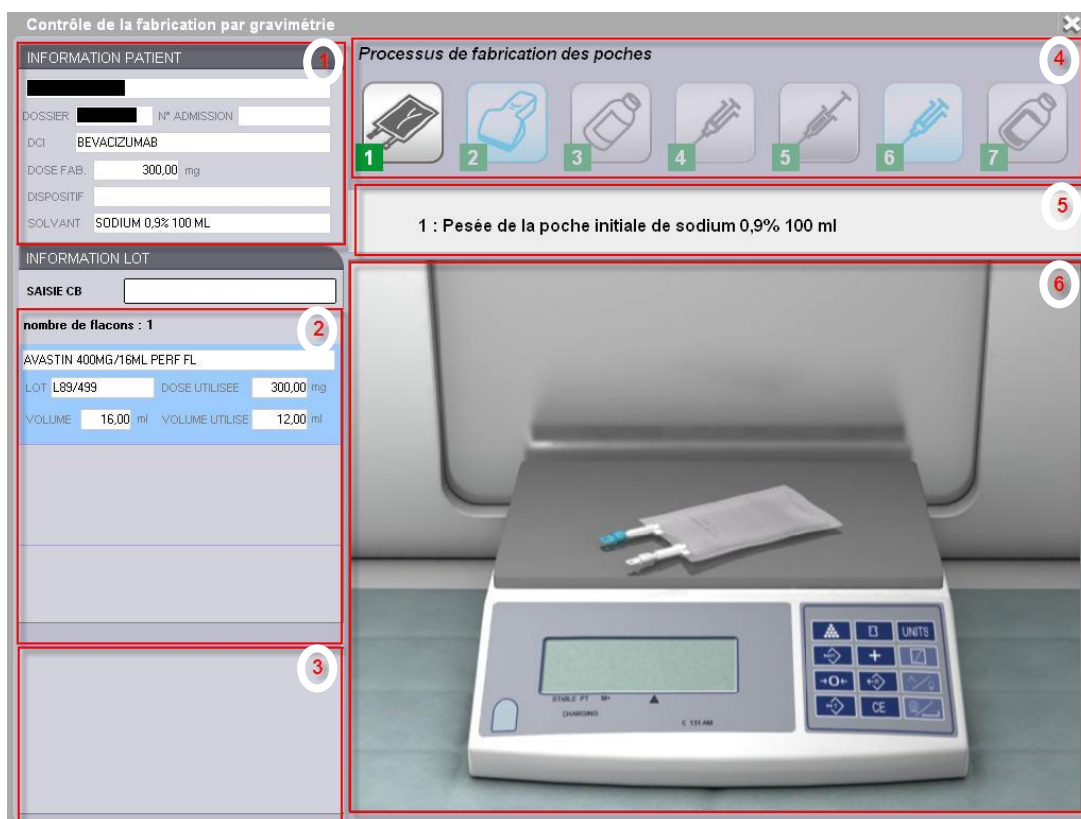 Contrôle de la fabrication par gravimétrie
INFORMATION PATIENT
1
DOSSIER N° ADMISSION
DCI BEVACIZUMAB
DOSE FAB. 300,00 mg
DISPOSITIF
SOLVANT SODIUM 0,9% 100 ML
INFORMATION LOT
SAISIE CB
nombre de flacons : 1
2
AVASTIN 400MG/16ML PERF FL
LOT L89/499 DOSE UTILISEE 300,00 mg
VOLUME 16,00 ml VOLUME UTILISE 12,00 ml
3
Processus de fabrication des poches
4
1 2 3 4 5 6 7
5
1 : Pesée de la poche initiale de sodium 0,9% 100 ml
6
UNITS
+
→0←
CE
STABLE PT M+
CHARGING
C 131 AM